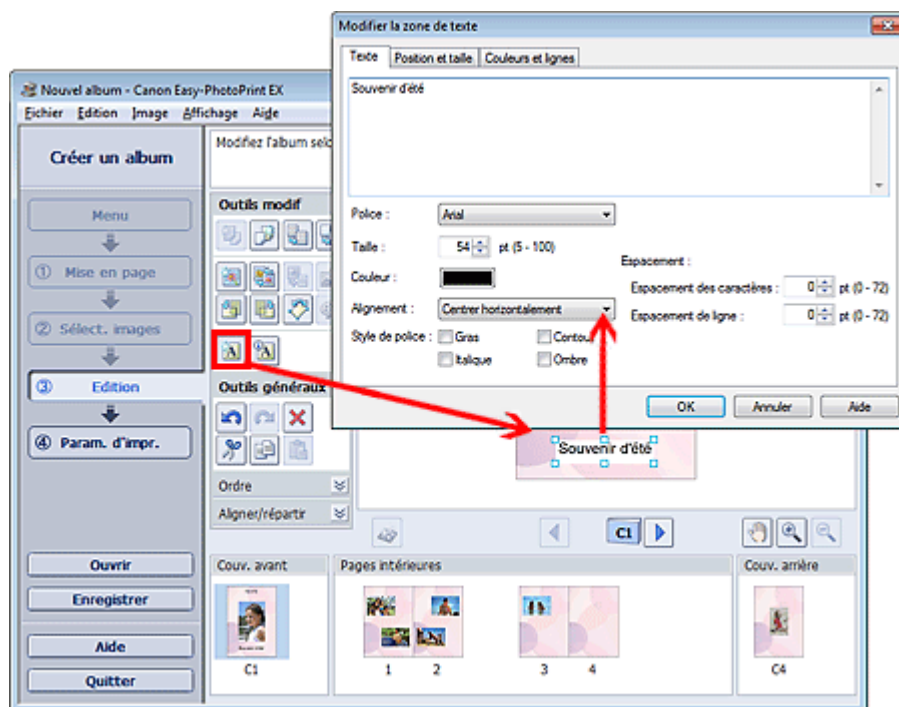 Modifier la zone de texte
Texte Position et taille Couleurs et lignes
Souvenir d'été
Police : Arial
Taille : 54 pt (5 - 100)
Couleur :
Alignement : Centrer horizontalement
Style de police : Gras Contour
Italique Ombre
Espacement :
Espacement des caractères : 0 pt (0 - 72)
Espacement de ligne : 0 pt (0 - 72)
OK Annuler Aide
Nouvel album - Canon Easy-PhotoPrint EX
Fichier Edition Image Affichage Aide
Créer un album
Modifiez l'album
Menu
① Mise en page
② Sélect. images
③ Edition
④ Param. d'impr.
Ouvrir
Enregistrer
Aide
Quitter
Outils modif
A A
Outils généraux
Ordre
Aligner/répartir
Souvenir d'été
C1
Couv. avant
C1
Pages intérieures
1 2 3 4
Couv. arrière
C4